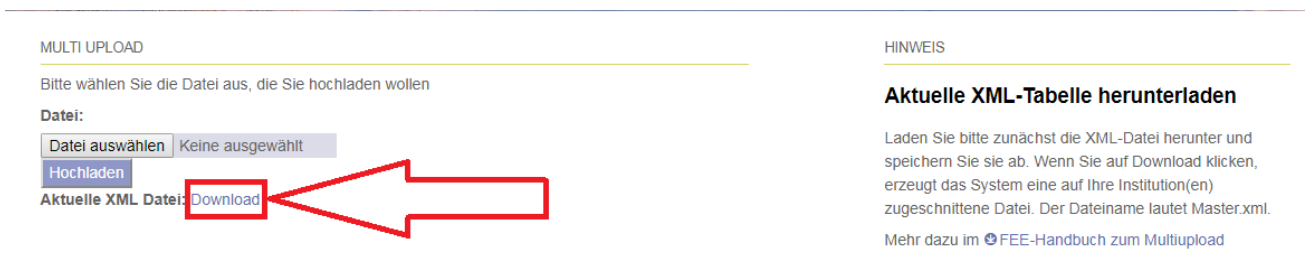 MULTI UPLOAD
Bitte wählen Sie die Datei aus, die Sie hochladen wollen
Datei:
Datei auswählen Keine ausgewählt
Hochladen
Aktuelle XML Datei: Download
HINWEIS
Aktuelle XML-Tabelle herunterladen
Laden Sie bitte zunächst die XML-Datei herunter und
speichern Sie sie ab. Wenn Sie auf Download klicken,
erzeugt das System eine auf Ihre Institution(en)
zugeschnittene Datei. Der Dateiname lautet Master.xml.
Mehr dazu im FEE-Handbuch zum Multiupload